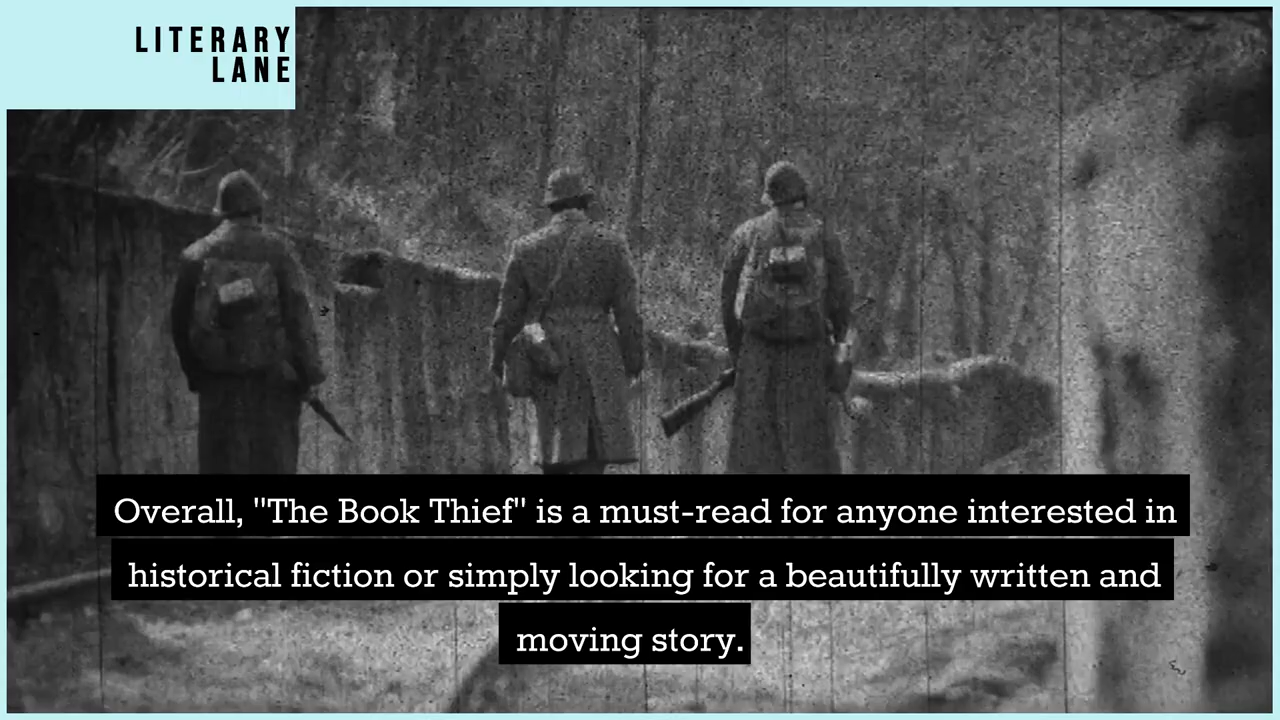 LITERARY
LANE
Overall, "The Book Thief" is a must-read for anyone interested in
historical fiction or simply looking for a beautifully written and
moving story.